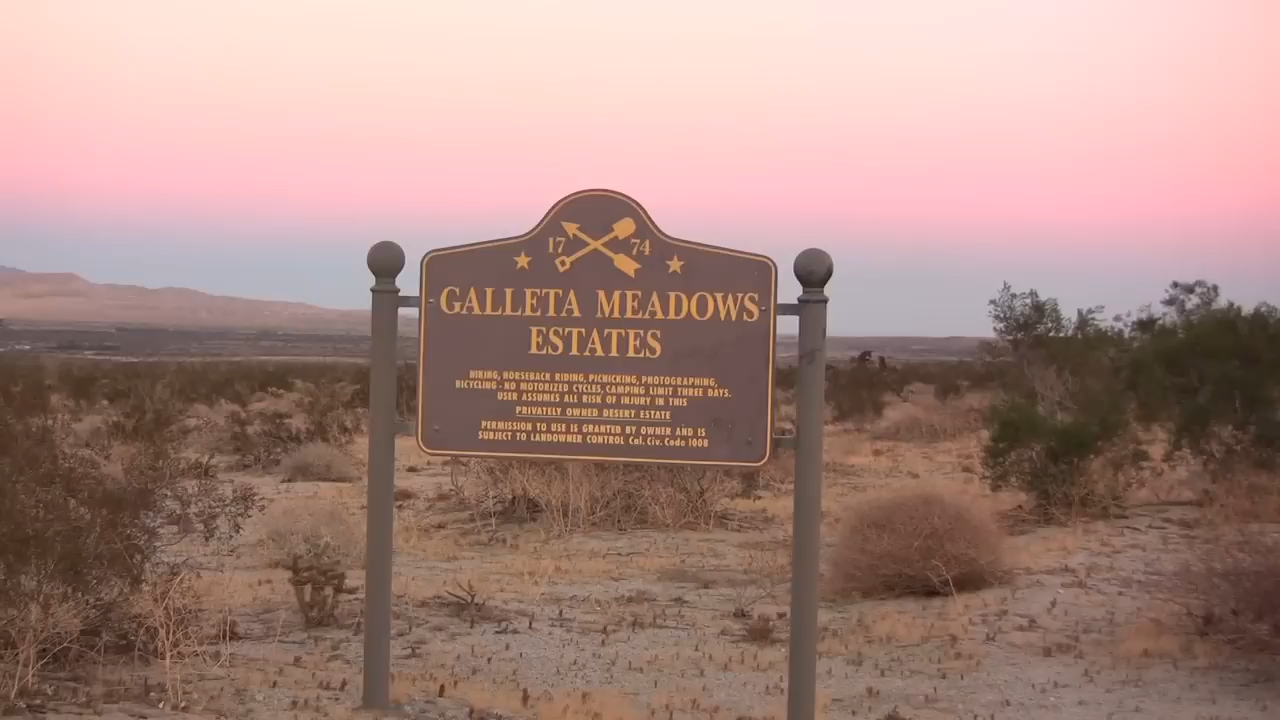 17 74
GALLETA MEADOWS
ESTATES
HIKING, HORSEBACK RIDING, PICNICKING, PHOTOGRAPHING,
BICYCLING - NO MOTORIZED CYCLES, CAMPING LIMIT THREE DAYS.
USER ASSUMES ALL RISK OF INJURY IN THIS
PRIVATELY OWNED DESERT ESTATE
PERMISSION TO USE IS GRANTED BY OWNER AND IS
SUBJECT TO LANDOWNER CONTROL Cal. Civ. Code 1008